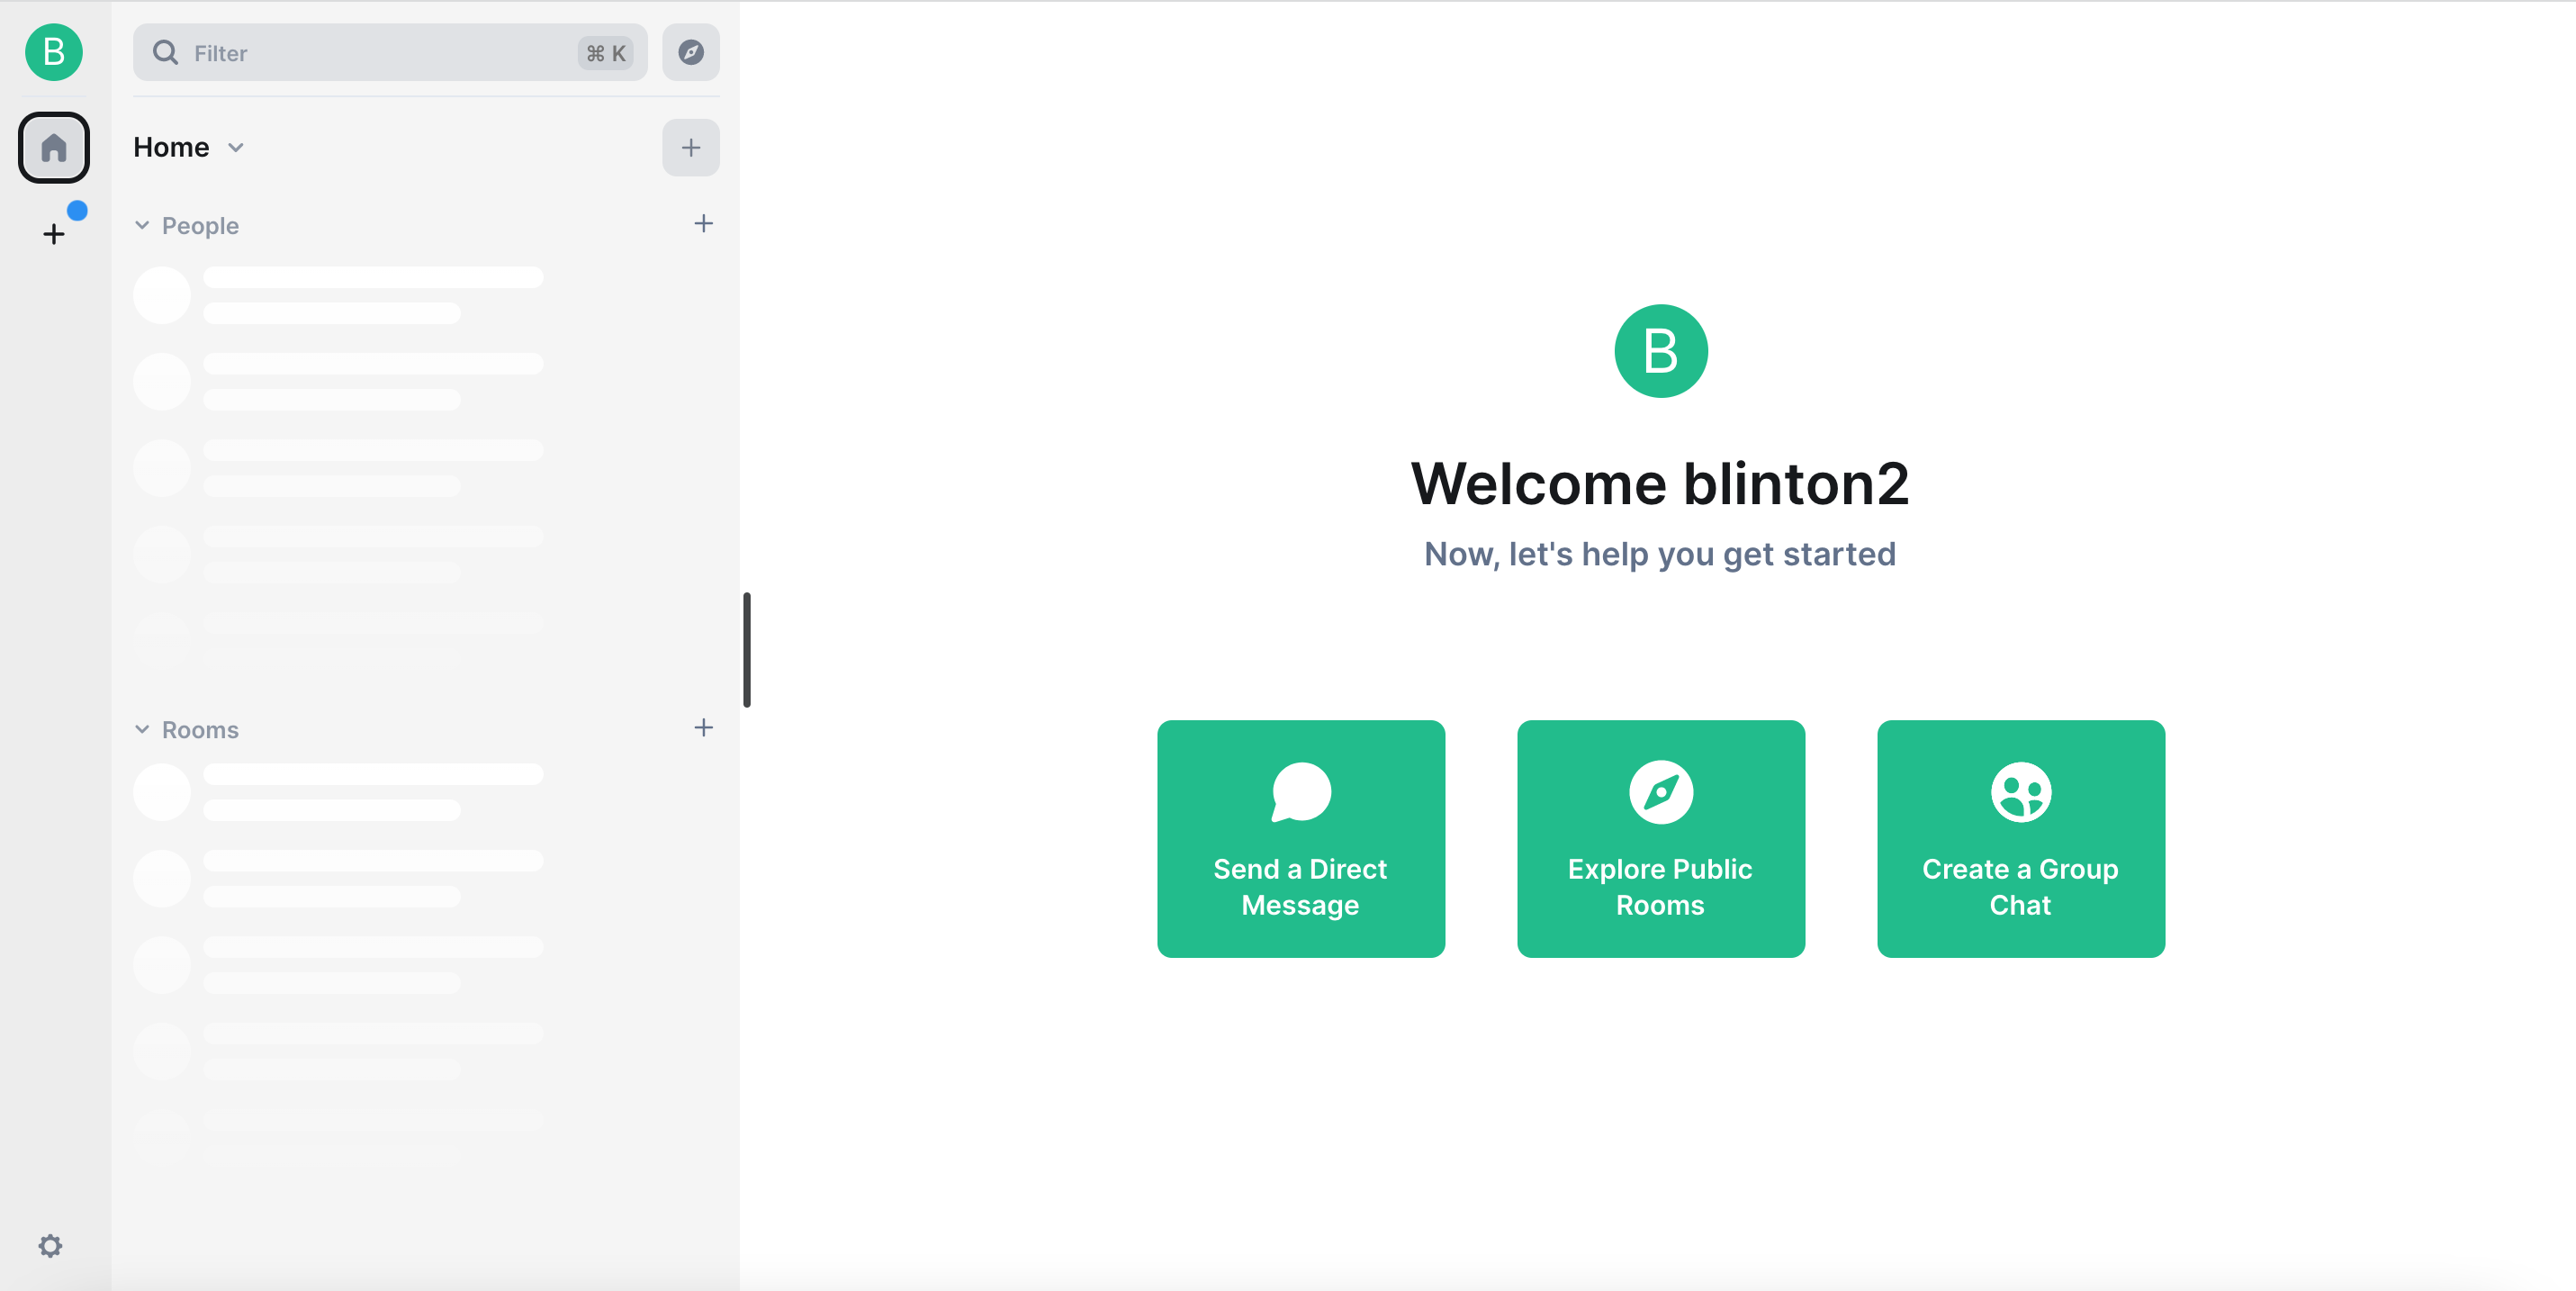 B
Filter
⌘ K
Home
People
Rooms
B
Welcome blinton2
Now, let's help you get started
Send a Direct
Message
Explore Public
Rooms
Create a Group
Chat